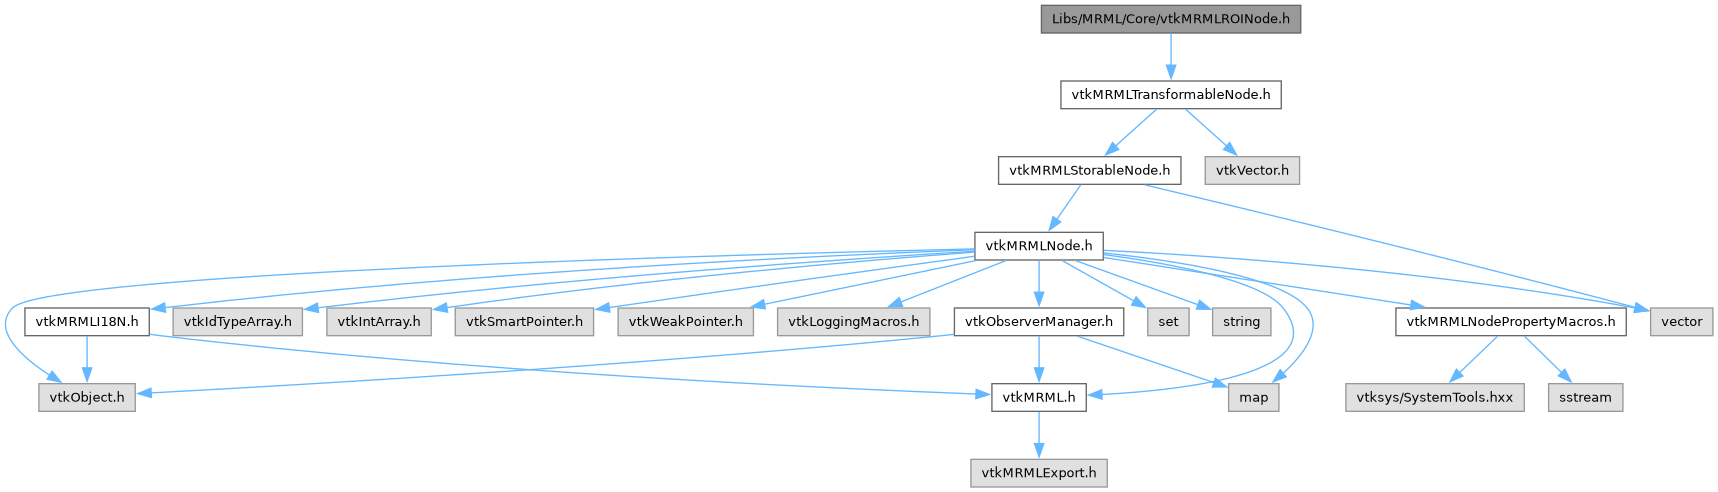 Libs/MRML/Core/vtkMRMLROINode.h
vtkMRMLTransformableNode.h
vtkMRMLStorableNode.h
vtkVector.h
vtkMRMLNode.h
vtkMRMLI18N.h
vtkIdTypeArray.h
vtkIntArray.h
vtkSmartPointer.h
vtkWeakPointer.h
vtkLoggingMacros.h
vtkObserverManager.h
set
string
vtkMRMLNodePropertyMacros.h
vector
vtkObject.h
vtkMRML.h
map
vtksys/SystemTools.hxx
sstream
vtkMRMLExport.h